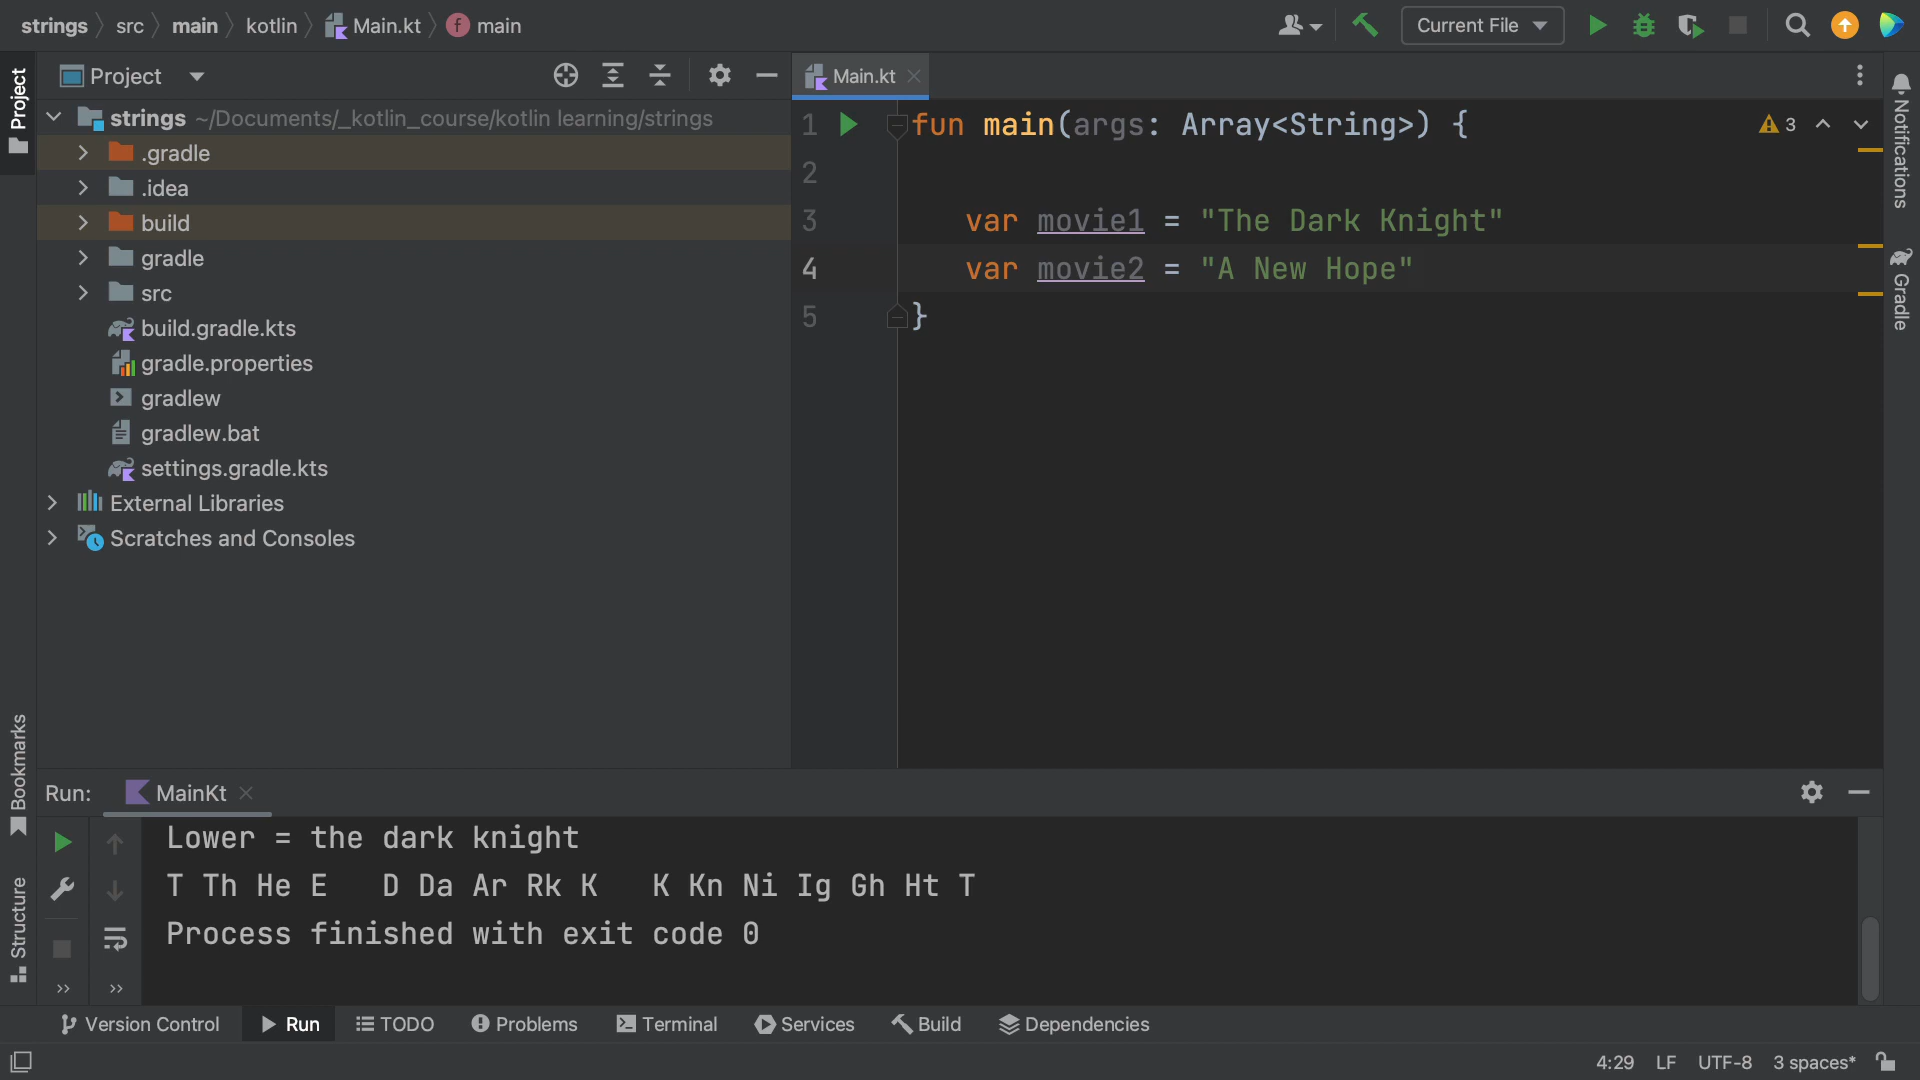 strings src main kotlin Main.kt f main
Current File
Project
Main.kt
strings ~/Documents/_kotlin_course/kotlin learning/strings
.gradle
.idea
build
gradle
src
build.gradle.kts
gradle.properties
gradlew
gradlew.bat
settings.gradle.kts
External Libraries
Scratches and Consoles
1 fun main(args: Array<String>) {
2
3 var movie1 = "The Dark Knight"
4 var movie2 = "A New Hope"
5 }
3
Project
Bookmarks
Structure
Notifications
Gradle
Run: MainKt
Lower = the dark knight
T Th He E   D Da Ar Rk K   K Kn Ni Ig Gh Ht T
Process finished with exit code 0
Version Control Run TODO Problems Terminal Services Build Dependencies
4:29 LF UTF-8 3 spaces*